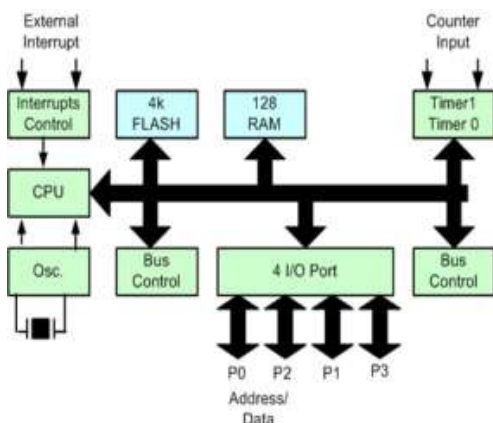 External
Interrupt
Counter
Input
Interrupts
Control
4k
FLASH
128
RAM
Timer1
Timer 0
CPU
Osc.
Bus
Control
4 I/O Port
Bus
Control
P0
P2
P1
P3
Address/
Data